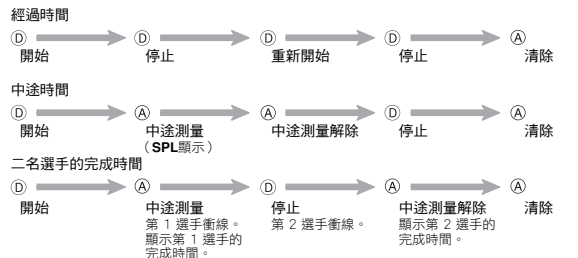 經過時間
Ⓓ Ⓓ Ⓓ Ⓓ Ⓐ
開始 停止 重新開始 停止 清除
中途時間
Ⓓ Ⓐ Ⓐ Ⓓ Ⓐ
開始 中途測量 中途測量解除 停止 清除
（SPL顯示）
二名選手的完成時間
Ⓓ Ⓐ Ⓓ Ⓐ Ⓐ
開始 中途測量 停止 中途測量解除 清除
第 1 選手衝線。 第 2 選手衝線。 顯示第 2 選手的
顯示第 1 選手的 完成時間。
完成時間。